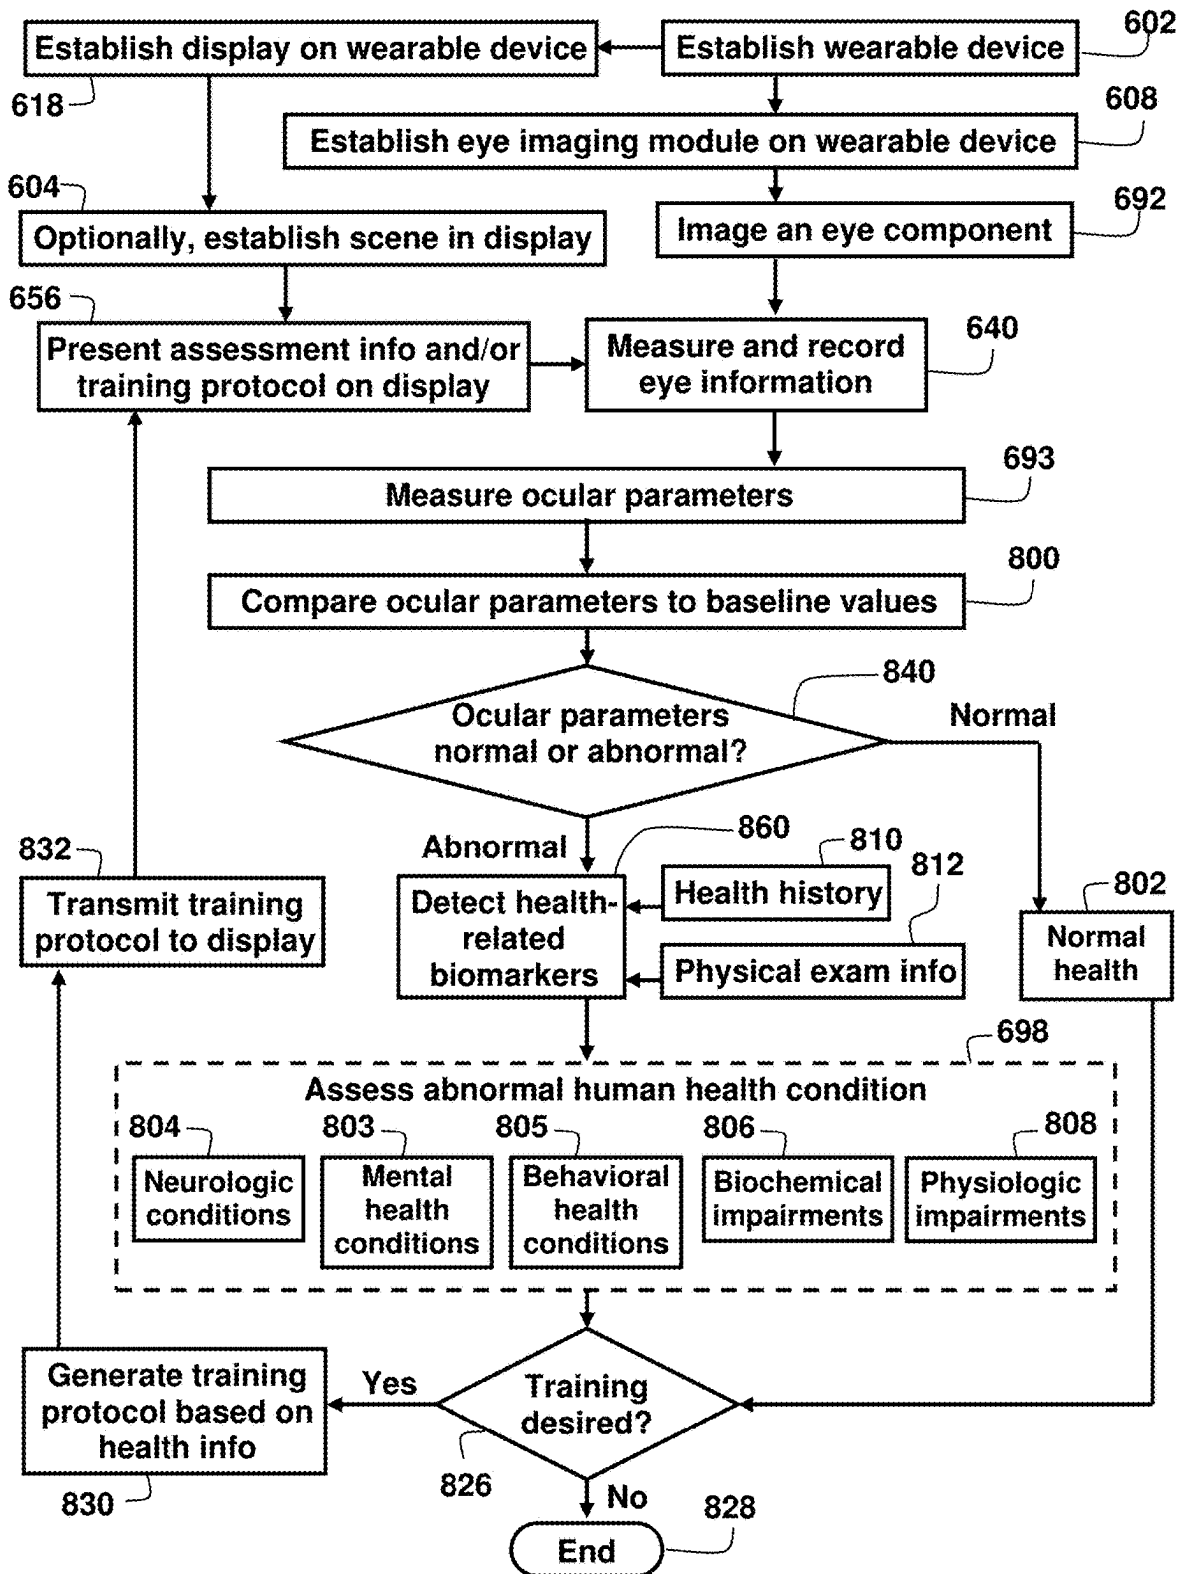 Establish display on wearable device
Establish wearable device
602
618
608
Establish eye imaging module on wearable device
604
692
Optionally, establish scene in display
Image an eye component
656
640
Present assessment info and/or
training protocol on display
Measure and record
eye information
693
Measure ocular parameters
800
Compare ocular parameters to baseline values
840
Ocular parameters
normal or abnormal?
Normal
Abnormal
860
810
812
832
802
Transmit training
protocol to display
Detect health-
related
biomarkers
Health history
Physical exam info
Normal
health
698
Assess abnormal human health condition
804
803
805
806
808
Neurologic
conditions
Mental
health
conditions
Behavioral
health
conditions
Biochemical
impairments
Physiologic
impairments
Generate training
protocol based on
health info
Yes
Training
desired?
830
826
No
828
End